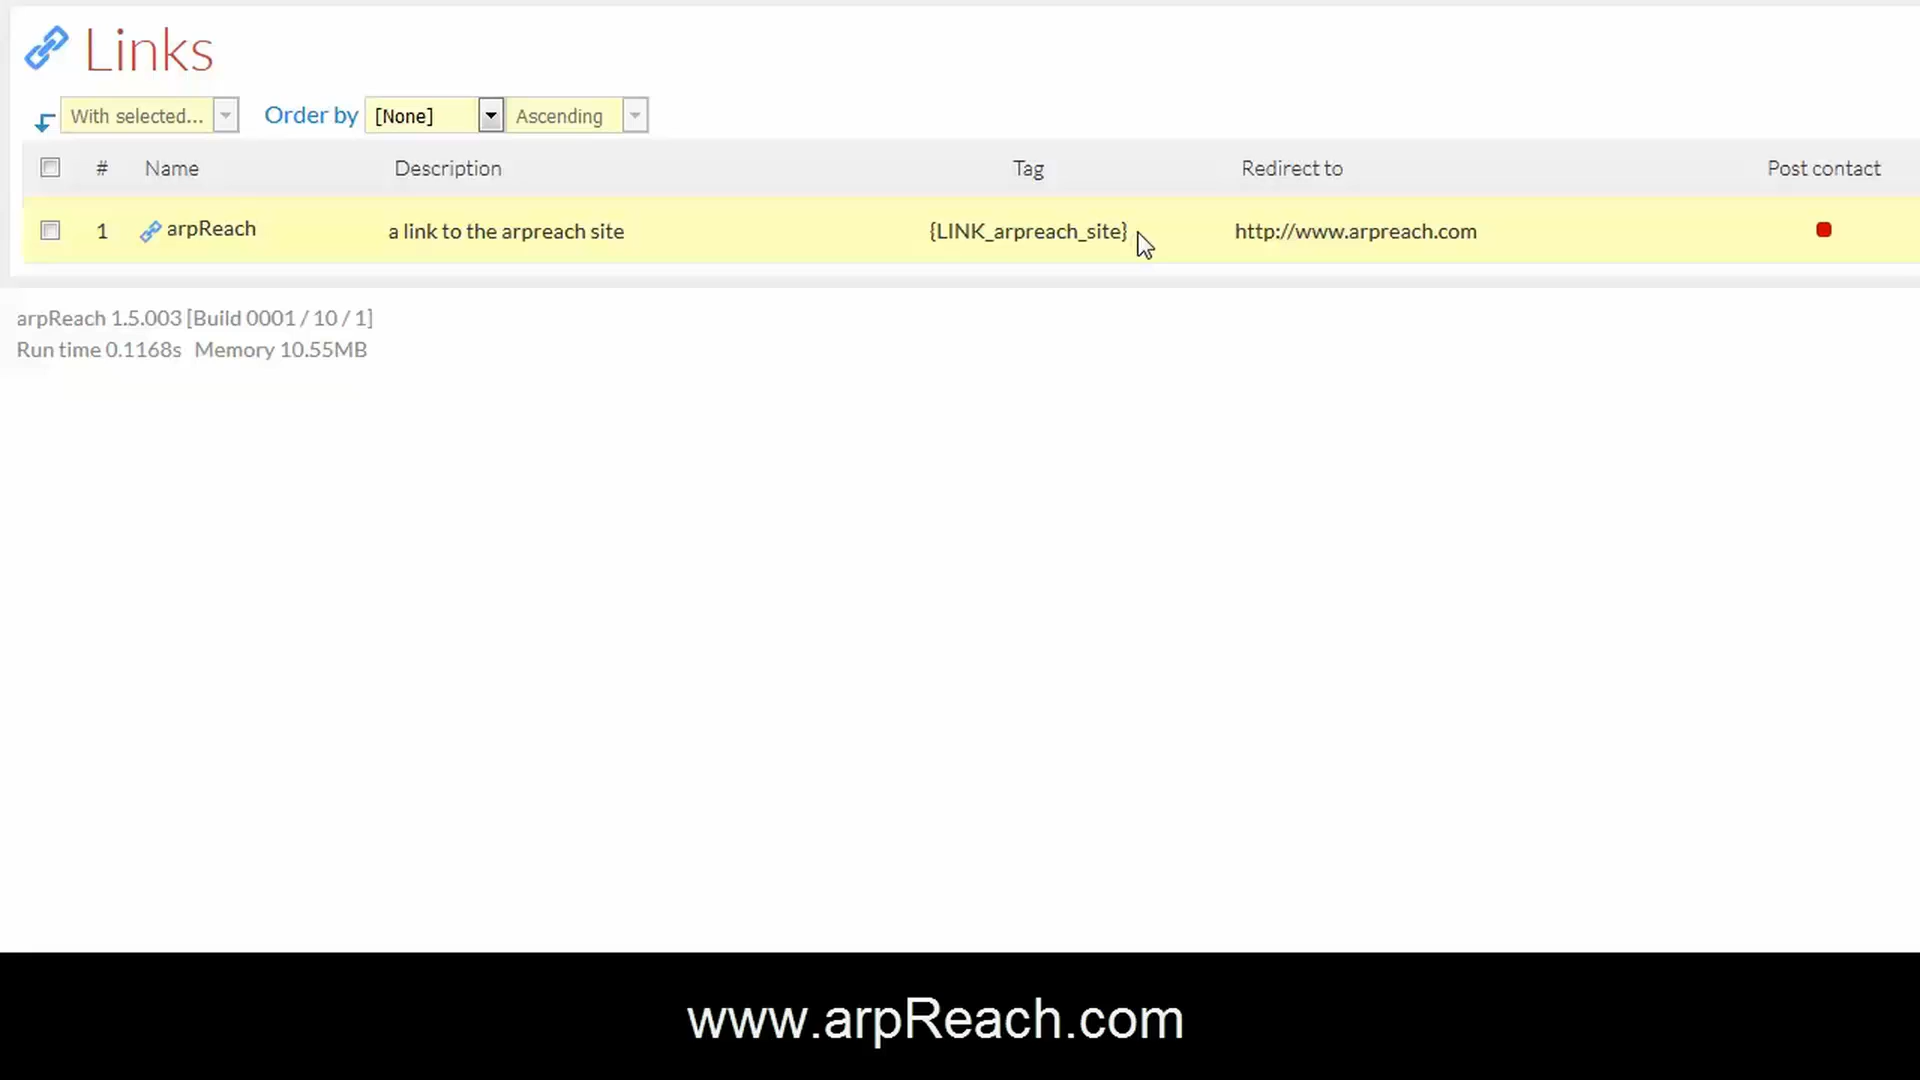 Links
With selected... Order by [None] Ascending
# Name Description Tag Redirect to Post contact
1 arpReach a link to the arpreach site {LINK_arpreach_site} http://www.arpreach.com
arpReach 1.5.003 [Build 0001 / 10 / 1]
Run time 0.1168s Memory 10.55MB
www.arpReach.com